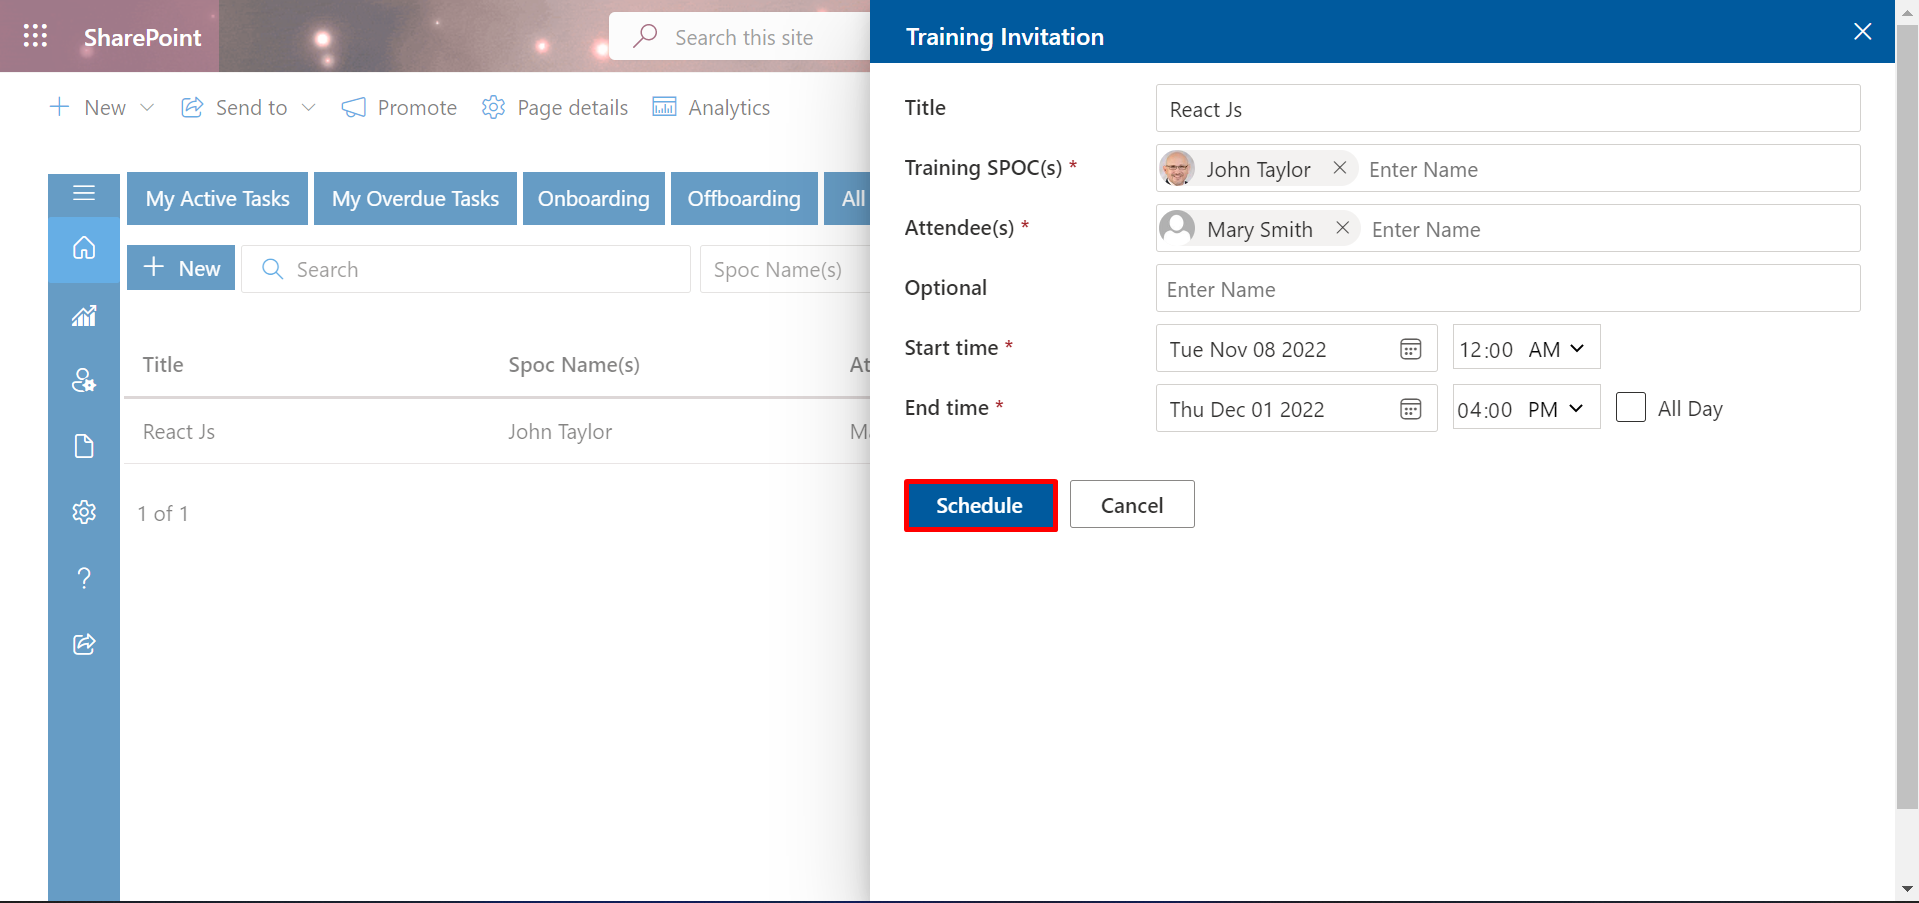 SharePoint
Search this site
New
Send to
Promote
Page details
Analytics
My Active Tasks
My Overdue Tasks
Onboarding
Offboarding
All
New
Search
Spoc Name(s)
Title Spoc Name(s) At
React Js John Taylor Ma
1 of 1
?
Training Invitation
Title
React Js
Training SPOC(s) *
John Taylor
Enter Name
Attendee(s) *
Mary Smith
Enter Name
Optional
Enter Name
Start time *
Tue Nov 08 2022
12:00 AM
End time *
Thu Dec 01 2022
04:00 PM
All Day
Schedule
Cancel